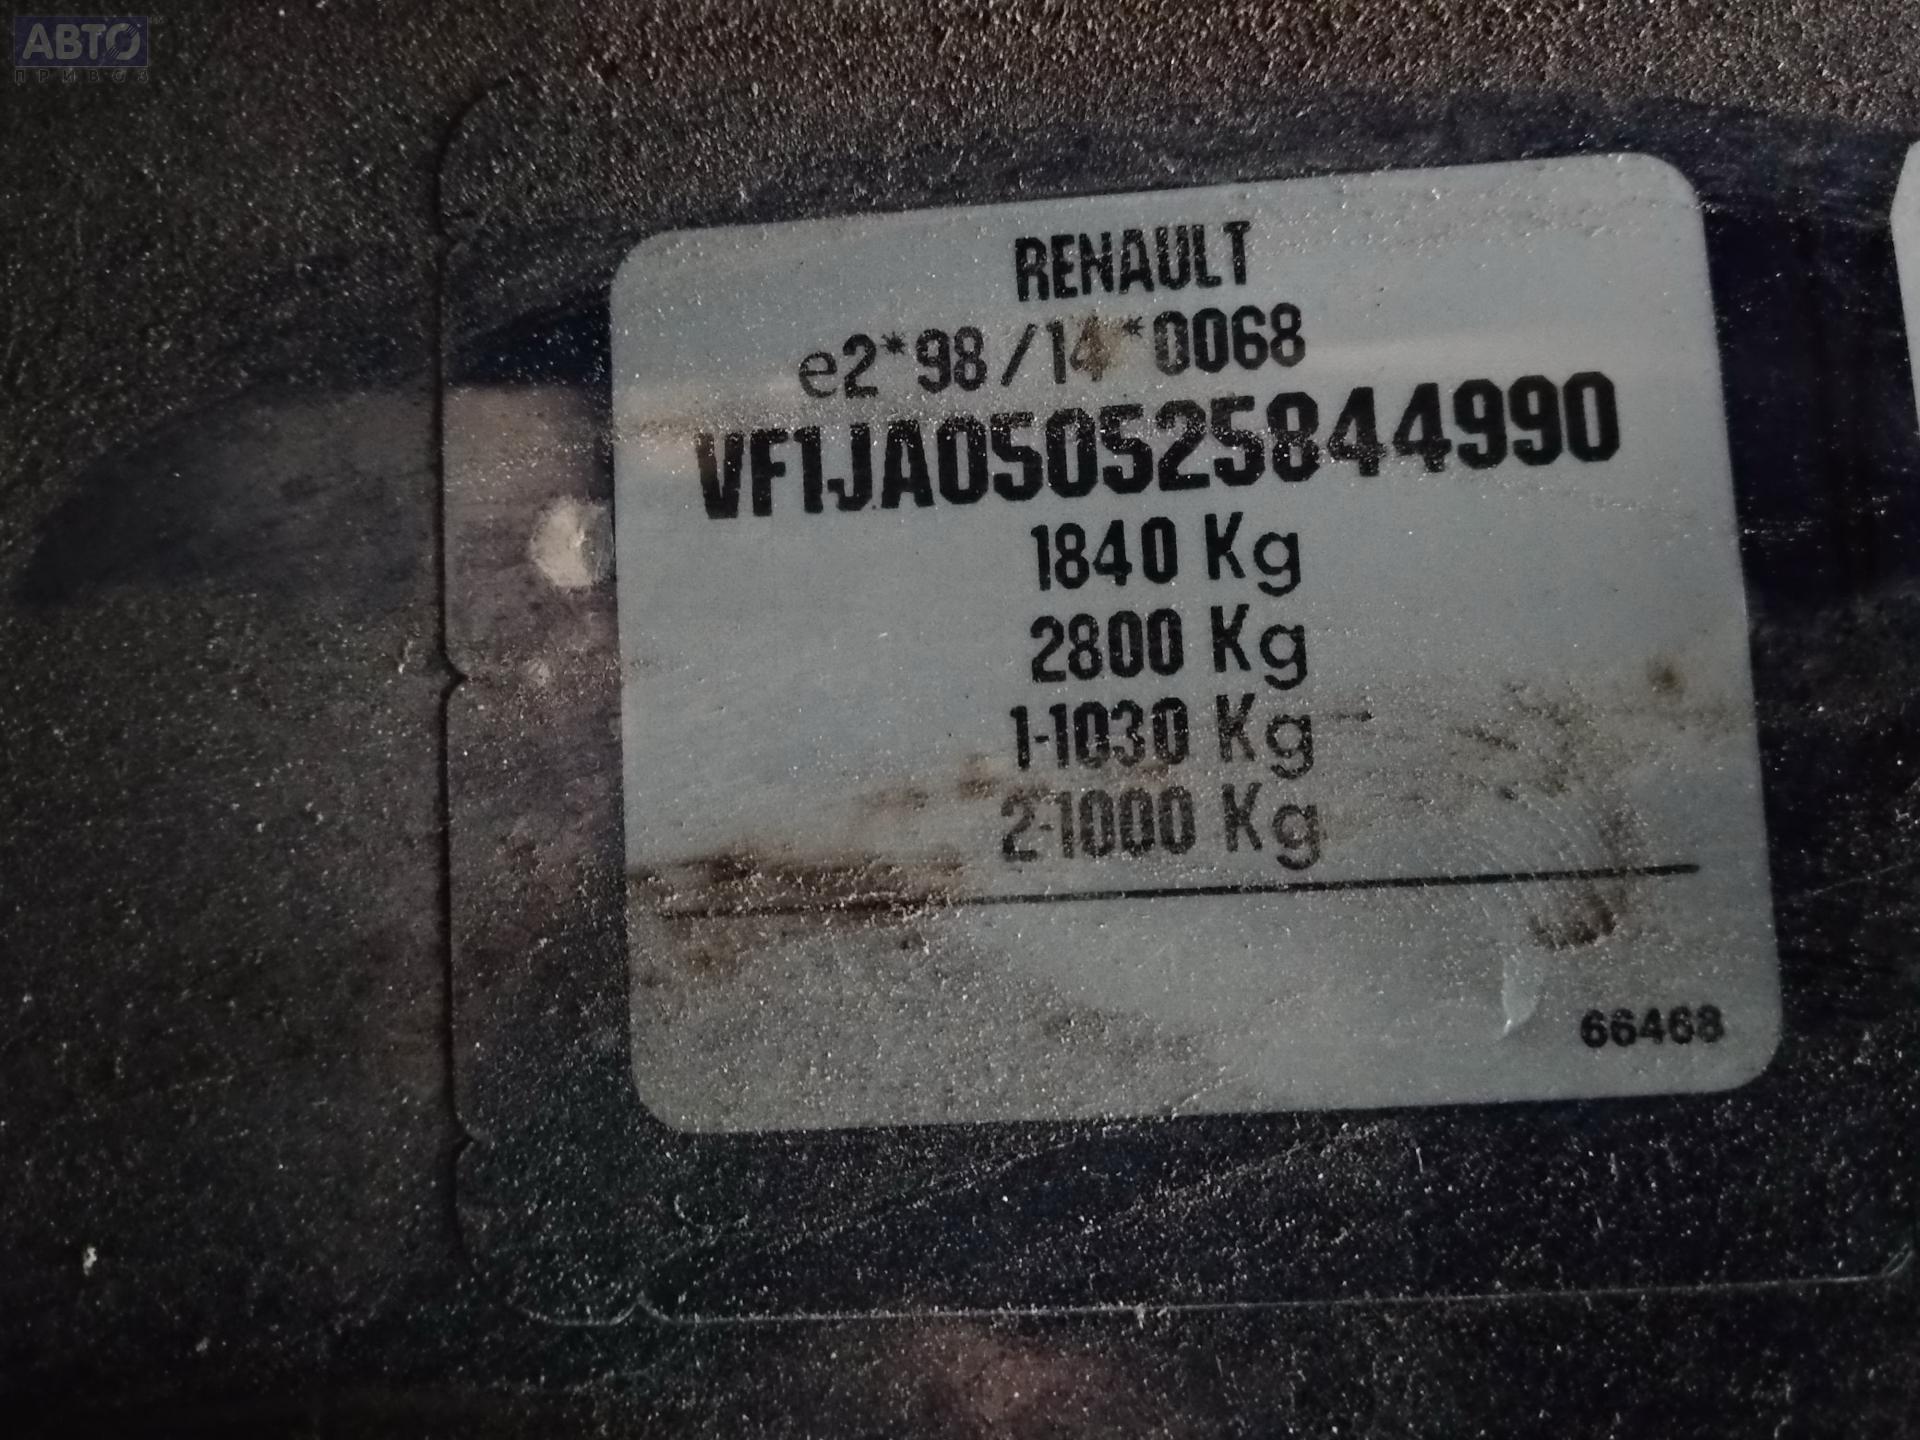 АВТО
ПРИВОЗ
RENAULT
e2*98/14*0068
VF1JA050525844990
1840 Kg
2800 Kg
1-1030 Kg
2-1000 Kg
66468